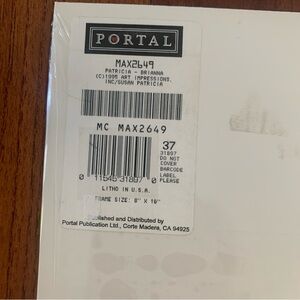 PORTAL
MAX2649
PATRICIA - BRIANNA
(C)1995 ART IMPRESSIONS,
INC/SUSAN PATRICIA
MC MAX2649
37
31897
DO NOT
COVER
BARCODE
LABEL
PLEASE
0 11545 31897 0
LITHO IN U.S.A.
FRAME SIZE: 8" X 10"
Published and Distributed by
Portal Publication Ltd., Corte Madera, CA 94925